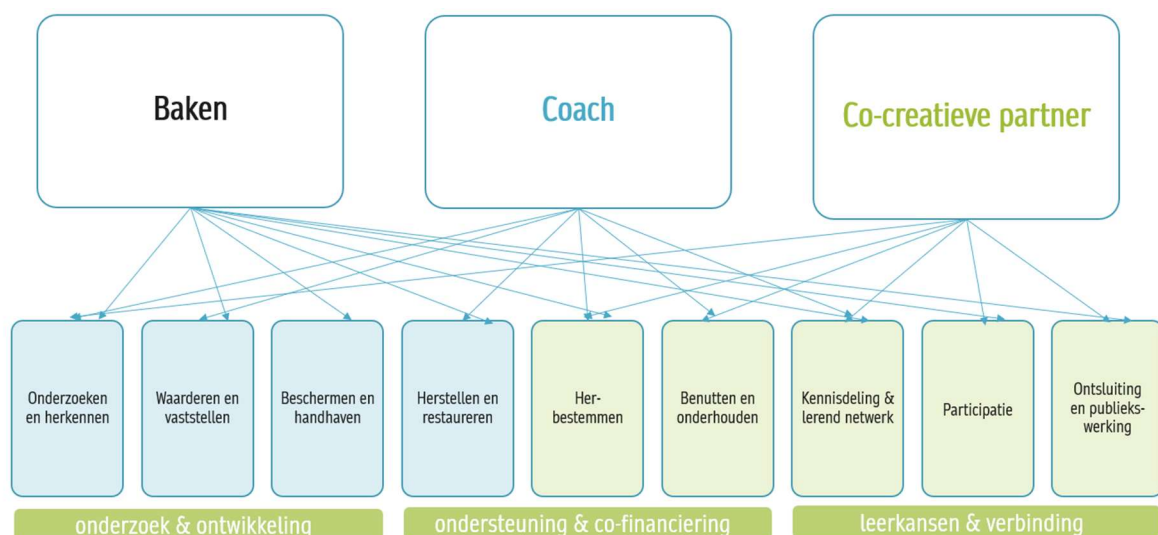 Baken
Coach
Co-creatieve partner
Onderzoeken
en herkennen
Waarderen en
vaststellen
Beschermen en
handhaven
Herstellen en
restaureren
Her-
bestemmen
Benutten en
onderhouden
Kennisdeling &
lerend netwerk
Participatie
Ontsluiting
en publieks-
werking
onderzoek & ontwikkeling
ondersteuning & co-financiering
leerkansen & verbinding